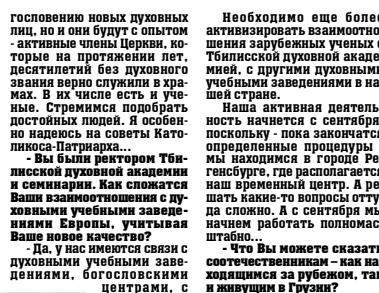 гословению новых духовных
лиц, но и они будут с опытом
- активные члены Церкви, ко-
торые на протяжении лет,
десятилетий без духовного
звания верно служили в хра-
мах. В их числе есть и уче-
ные. Стремимся подобрать
достойных людей. Я особен-
но надеюсь на советы Като-
ликоса-Патриарха...
- Вы были ректором Тби-
лисской духовной академии
и семинарии. Как сложатся
Ваши взаимоотношения с ду-
ховными учебными заведе-
ниями Европы, учитывая
Ваше новое качество?
- Да, у нас имеются связи с
духовными учебными заве-
дениями, богословскими
центрами, с
Необходимо еще более
активизировать взаимоотно
шения зарубежных ученых с
Тбилисской духовной акаде
мией, с другими духовными
учебными заведениями в на
шей стране.
Наша активная деятель
ность начнется с сентября
поскольку - пока закончатся
определенные процедуры
мы находимся в городе Ре
генсбурге, где располагается
наш временный центр. А ре
шать какие-то вопросы отту
да сложно. А с сентября мы
начнем работать полномас
штабно...
- Что Вы можете сказать
соотечественникам – как на
ходящимся за рубежом, так
и живущим в Грузии?